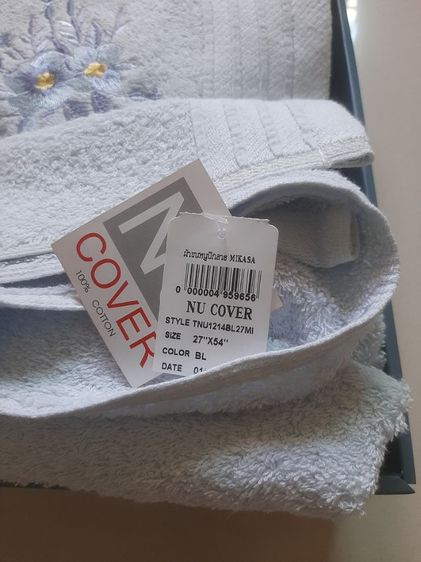 N
COVER
100% COTTON
ผ้าขนหนูปักลาย MIKASA
0 000004 959656
NU COVER
STYLE TNU1214BL27MI
SIZE 27"X54"
COLOR BL
DATE 01